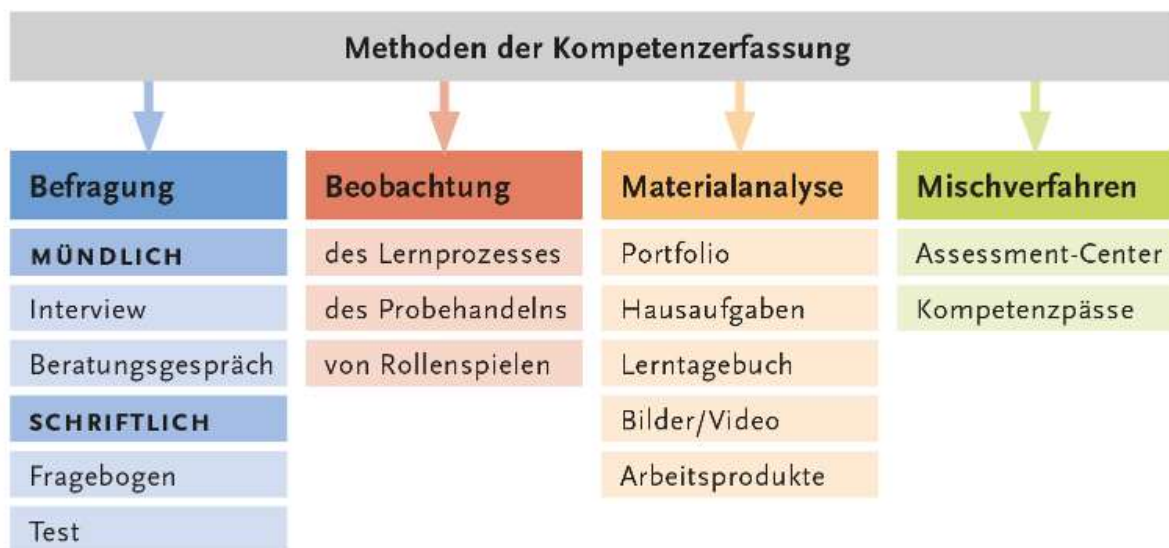 Methoden der Kompetenzerfassung
Befragung
MÜNDLICH
Interview
Beratungsgespräch
SCHRIFTLICH
Fragebogen
Test
Beobachtung
des Lernprozesses
des Probehandelns
von Rollenspielen
Materialanalyse
Portfolio
Hausaufgaben
Lerntagebuch
Bilder/Video
Arbeitsprodukte
Mischverfahren
Assessment-Center
Kompetenzpässe